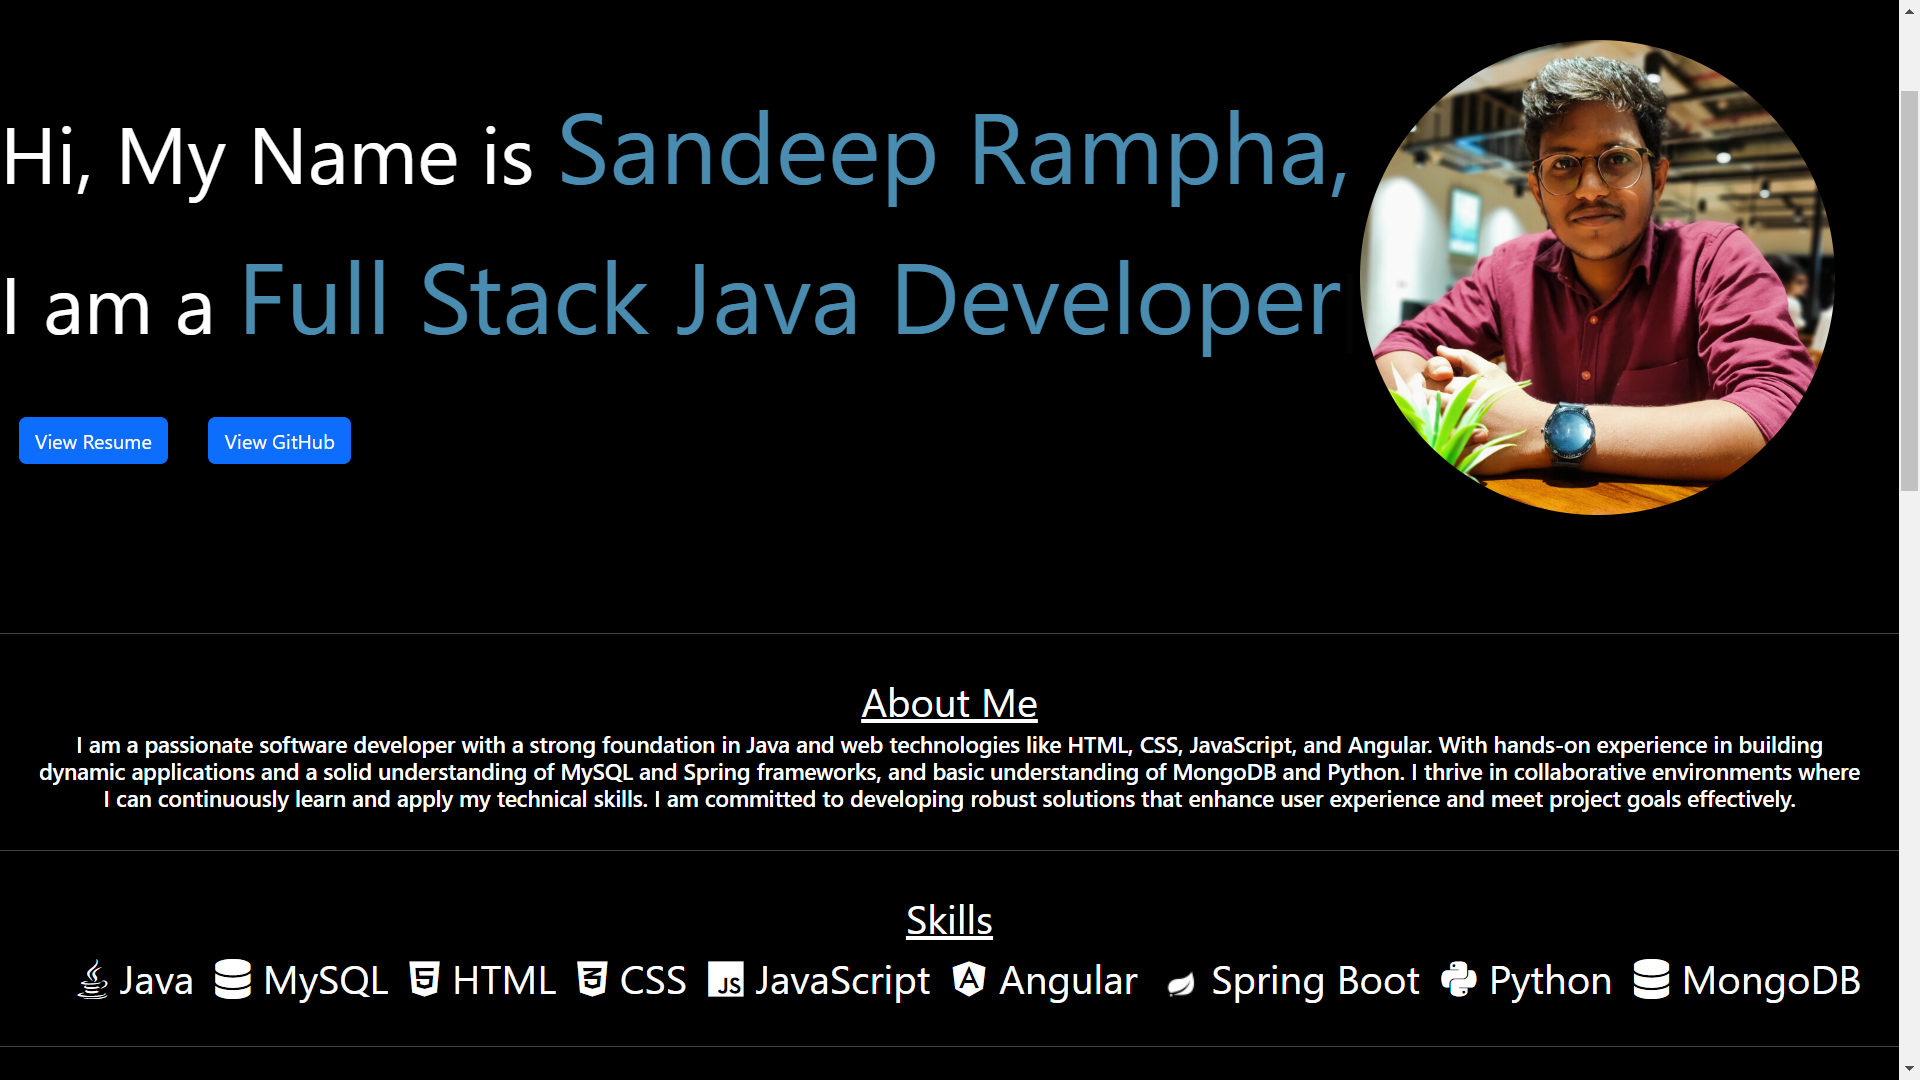 Hi, My Name is Sandeep Rampha,
I am a Full Stack Java Developer
View Resume View GitHub
About Me
I am a passionate software developer with a strong foundation in Java and web technologies like HTML, CSS, JavaScript, and Angular. With hands-on experience in building
dynamic applications and a solid understanding of MySQL and Spring frameworks, and basic understanding of MongoDB and Python. I thrive in collaborative environments where
I can continuously learn and apply my technical skills. I am committed to developing robust solutions that enhance user experience and meet project goals effectively.
Skills
Java MySQL HTML CSS JS JavaScript Angular Spring Boot Python MongoDB